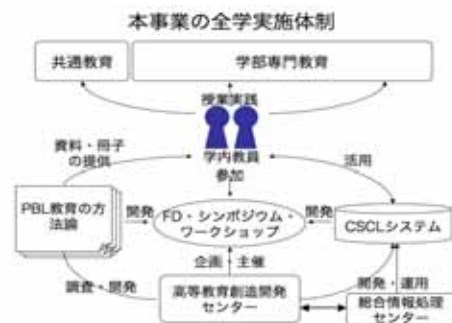 本事業の全学実施体制
共通教育
学部専門教育
授業実践
資料・冊子
の提供
学内教員
参加
活用
PBL教育の方
法論
開発
FD・シンポジウム・
ワークショップ
開発
CSCLシステム
企画・主催
調査・開発
高等教育創造開発
センター
開発・運用
総合情報処理
センター